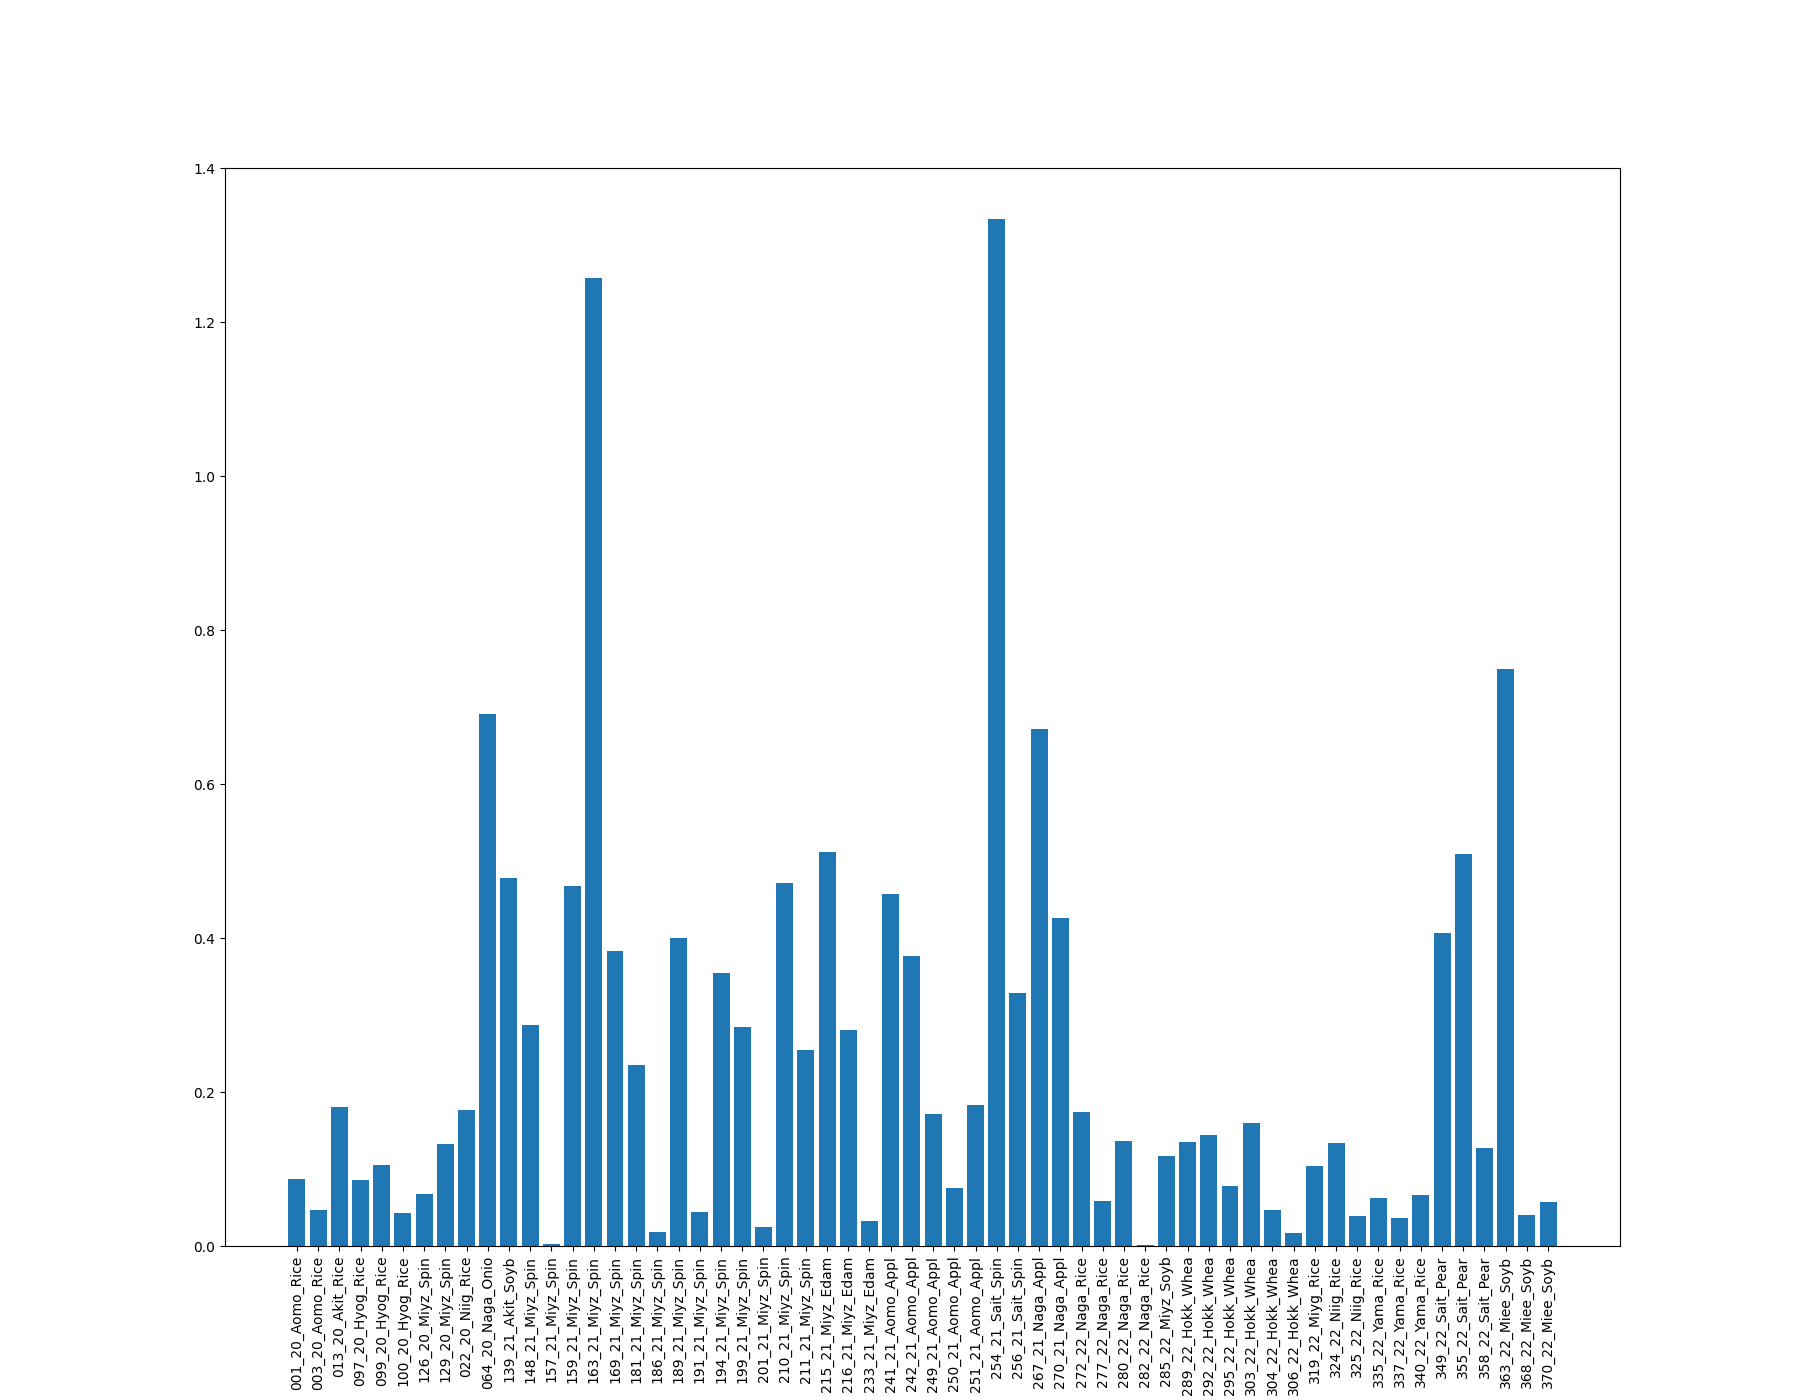 1.4
1.2
1.0
0.8
0.6
0.4
0.2
0.0
001_20_Aomo_Rice
003_20_Aomo_Rice
013_20_Akit_Rice
097_20_Hyog_Rice
099_20_Hyog_Rice
100_20_Hyog_Rice
126_20_Miyz_Spin
129_20_Miyz_Spin
022_20_Niig_Rice
064_20_Naga_Onio
139_21_Akit_Soyb
148_21_Miyz_Spin
157_21_Miyz_Spin
159_21_Miyz_Spin
163_21_Miyz_Spin
169_21_Miyz_Spin
181_21_Miyz_Spin
186_21_Miyz_Spin
189_21_Miyz_Spin
191_21_Miyz_Spin
194_21_Miyz_Spin
199_21_Miyz_Spin
201_21_Miyz_Spin
210_21_Miyz_Spin
211_21_Miyz_Spin
215_21_Miyz_Edam
216_21_Miyz_Edam
233_21_Miyz_Edam
241_21_Aomo_Appl
242_21_Aomo_Appl
249_21_Aomo_Appl
250_21_Aomo_Appl
251_21_Aomo_Appl
254_21_Sait_Spin
256_21_Sait_Spin
267_21_Naga_Appl
270_21_Naga_Appl
272_22_Naga_Rice
277_22_Naga_Rice
280_22_Naga_Rice
282_22_Naga_Rice
285_22_Miyz_Soyb
289_22_Hokk_Whea
292_22_Hokk_Whea
295_22_Hokk_Whea
303_22_Hokk_Whea
304_22_Hokk_Whea
306_22_Hokk_Whea
319_22_Miyg_Rice
324_22_Niig_Rice
325_22_Niig_Rice
335_22_Yama_Rice
337_22_Yama_Rice
340_22_Yama_Rice
349_22_Sait_Pear
355_22_Sait_Pear
358_22_Sait_Pear
363_22_Miee_Soyb
368_22_Miee_Soyb
370_22_Miee_Soyb